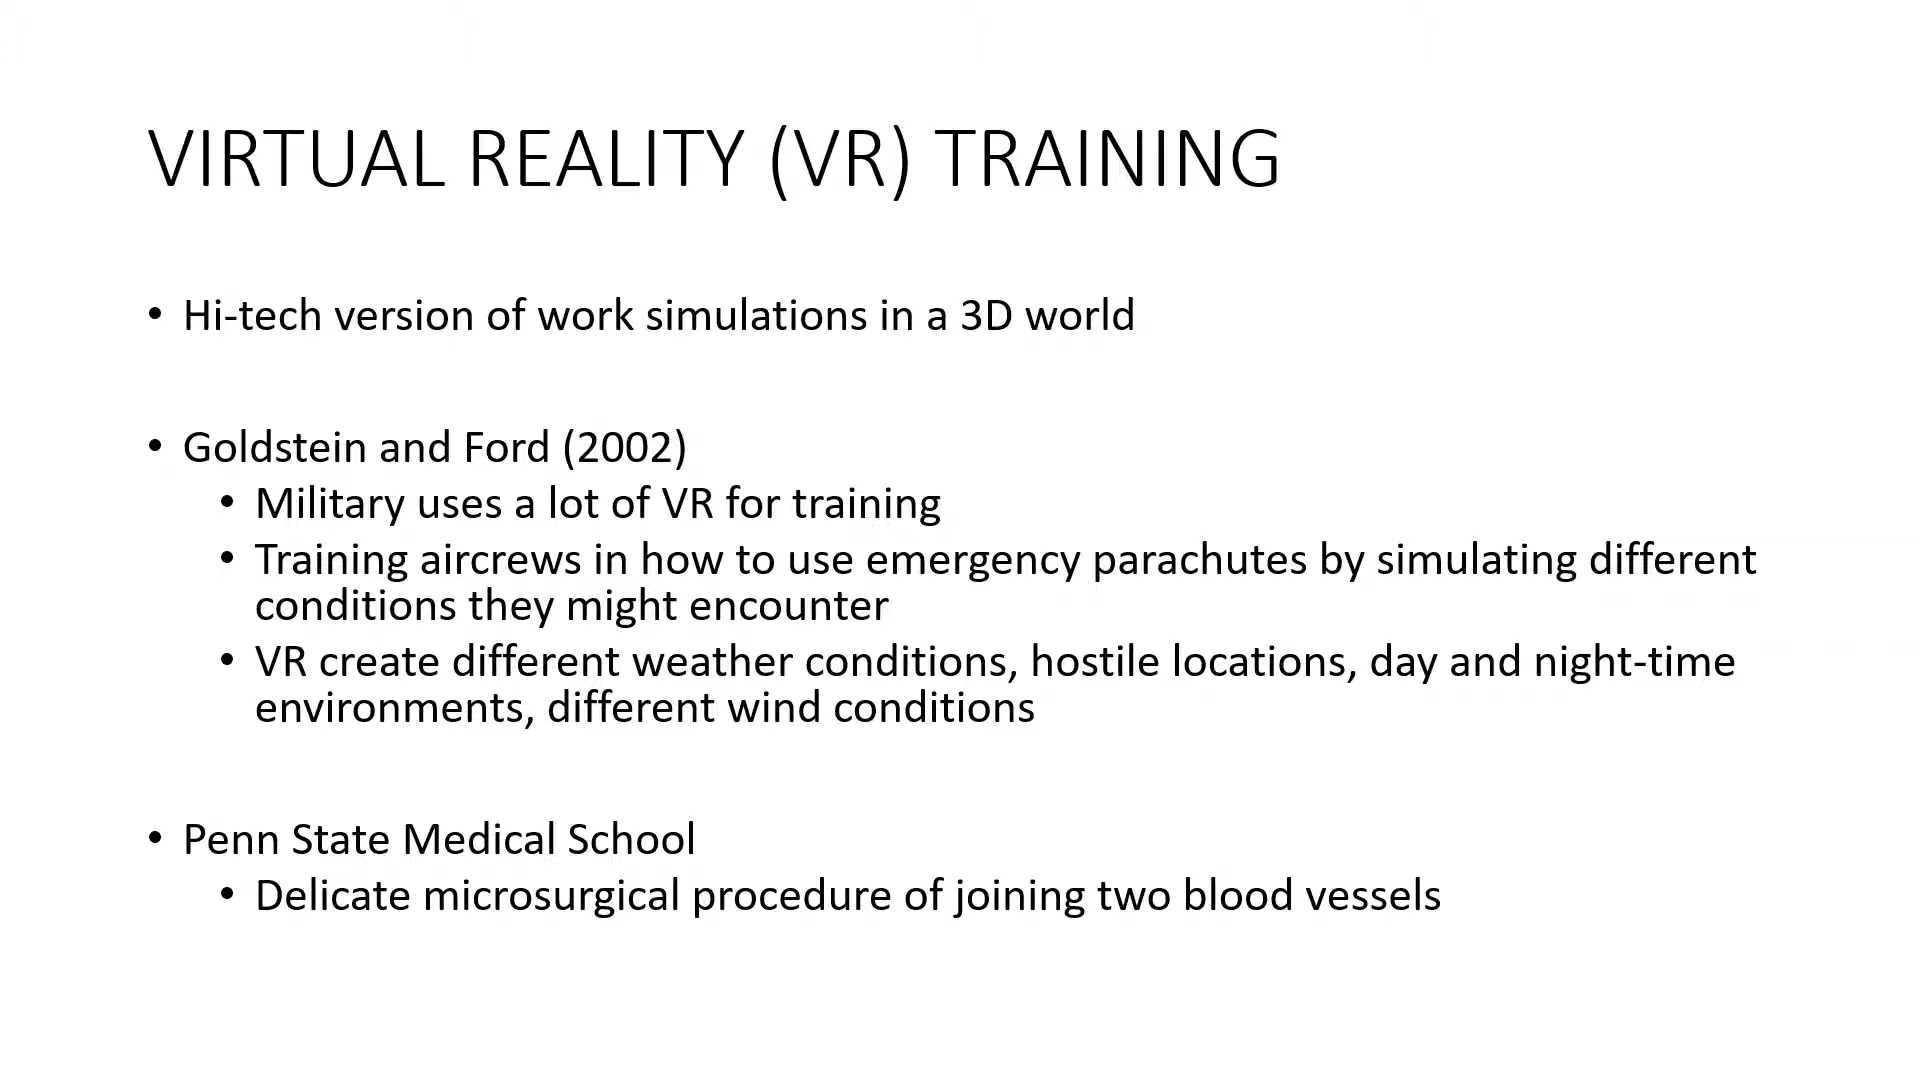 VIRTUAL REALITY (VR) TRAINING
• Hi-tech version of work simulations in a 3D world
• Goldstein and Ford (2002)
• Military uses a lot of VR for training
• Training aircrews in how to use emergency parachutes by simulating different
conditions they might encounter
• VR create different weather conditions, hostile locations, day and night-time
environments, different wind conditions
• Penn State Medical School
• Delicate microsurgical procedure of joining two blood vessels